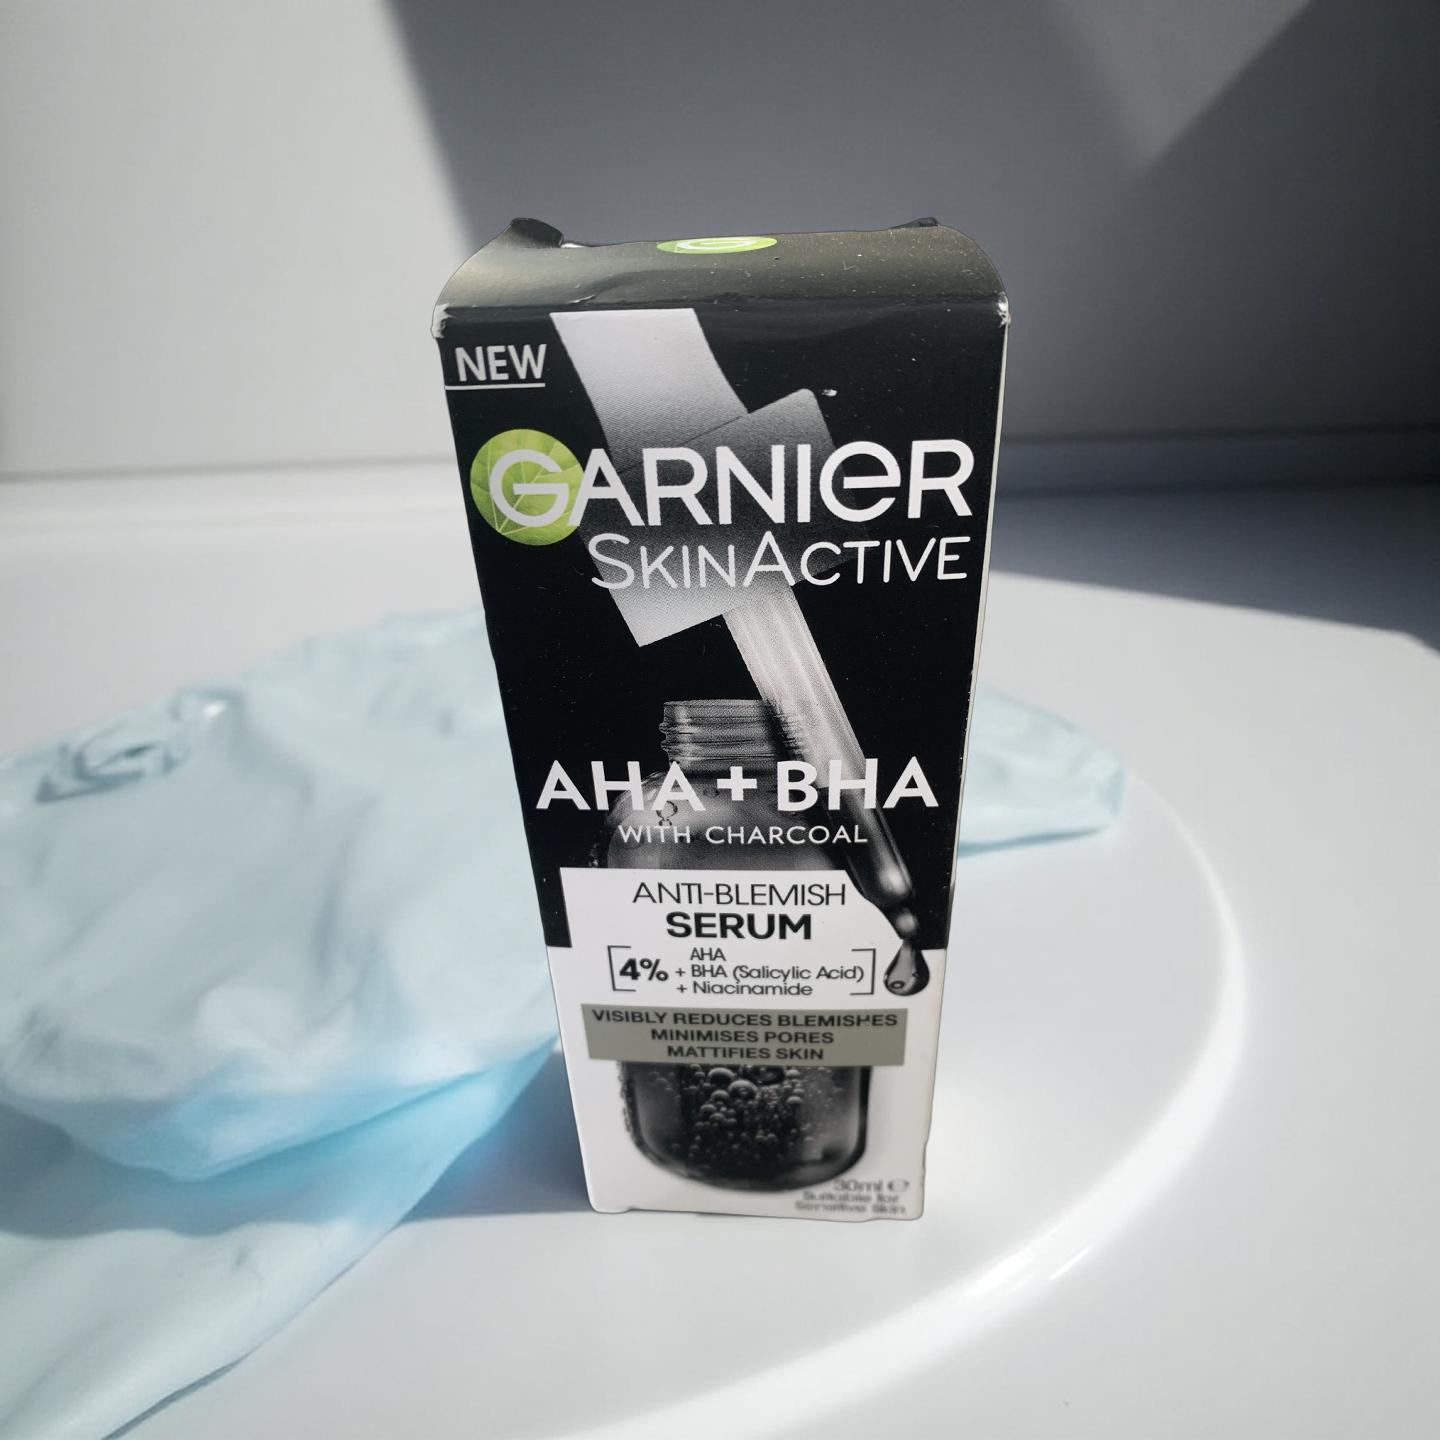 NEW
GARNIER
SKINACTIVE
AHA + BHA
WITH CHARCOAL
ANTI-BLEMISH
SERUM
4% AHA
+ BHA (Salicylic Acid)
+ Niacinamide
VISIBLY REDUCES BLEMISHES
MINIMISES PORES
MATTIFIES SKIN
30ml ℮
Suitable for
Sensitive Skin